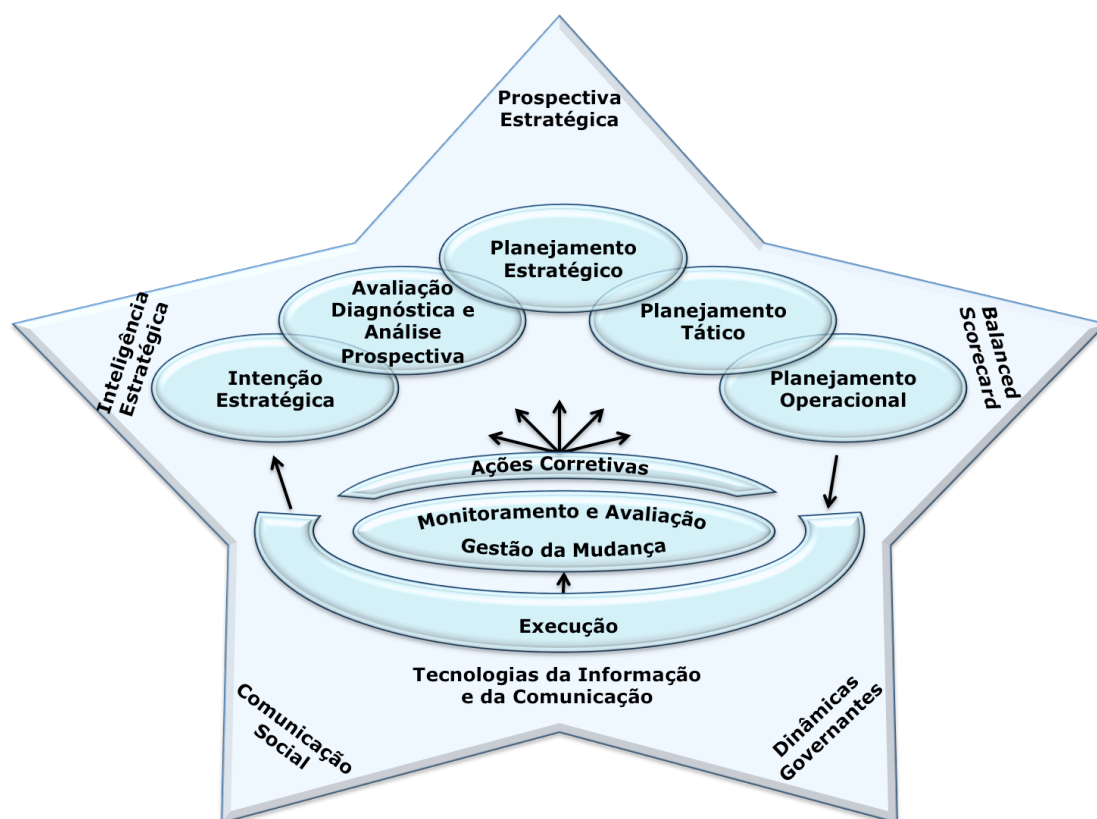 Prospectiva
Estratégica
Planejamento
Estratégico
Avaliação
Diagnóstica e
Análise
Prospectiva
Planejamento
Tático
Inteligência
Estratégica
Balanced
Scorecard
Intenção
Estratégica
Planejamento
Operacional
Ações Corretivas
Monitoramento e Avaliação
Gestão da Mudança
Execução
Tecnologias da Informação
e da Comunicação
Comunicação
Social
Dinâmicas
Governantes